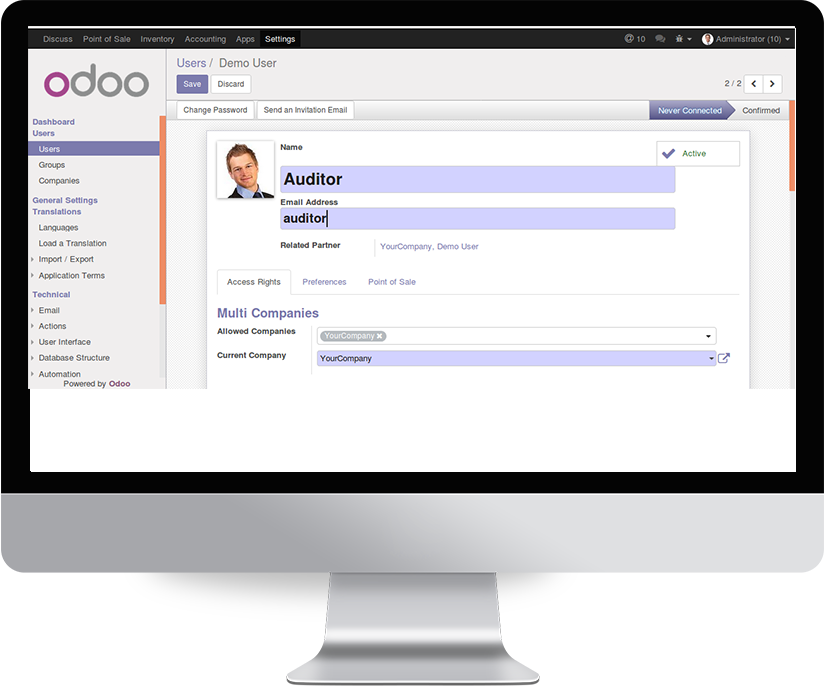 Discuss Point of Sale Inventory Accounting Apps Settings @ 10 Administrator (10)
odoo
Users / Demo User
Save Discard
2 / 2
Change Password Send an Invitation Email
Never Connected Confirmed
Dashboard
Users
Users
Groups
Companies
General Settings
Translations
Languages
Load a Translation
Import / Export
Application Terms
Technical
Email
Actions
User Interface
Database Structure
Automation
Powered by Odoo
Name
Active
Auditor
Email Address
auditor
Related Partner YourCompany, Demo User
Access Rights Preferences Point of Sale
Multi Companies
Allowed Companies YourCompany ×
Current Company YourCompany